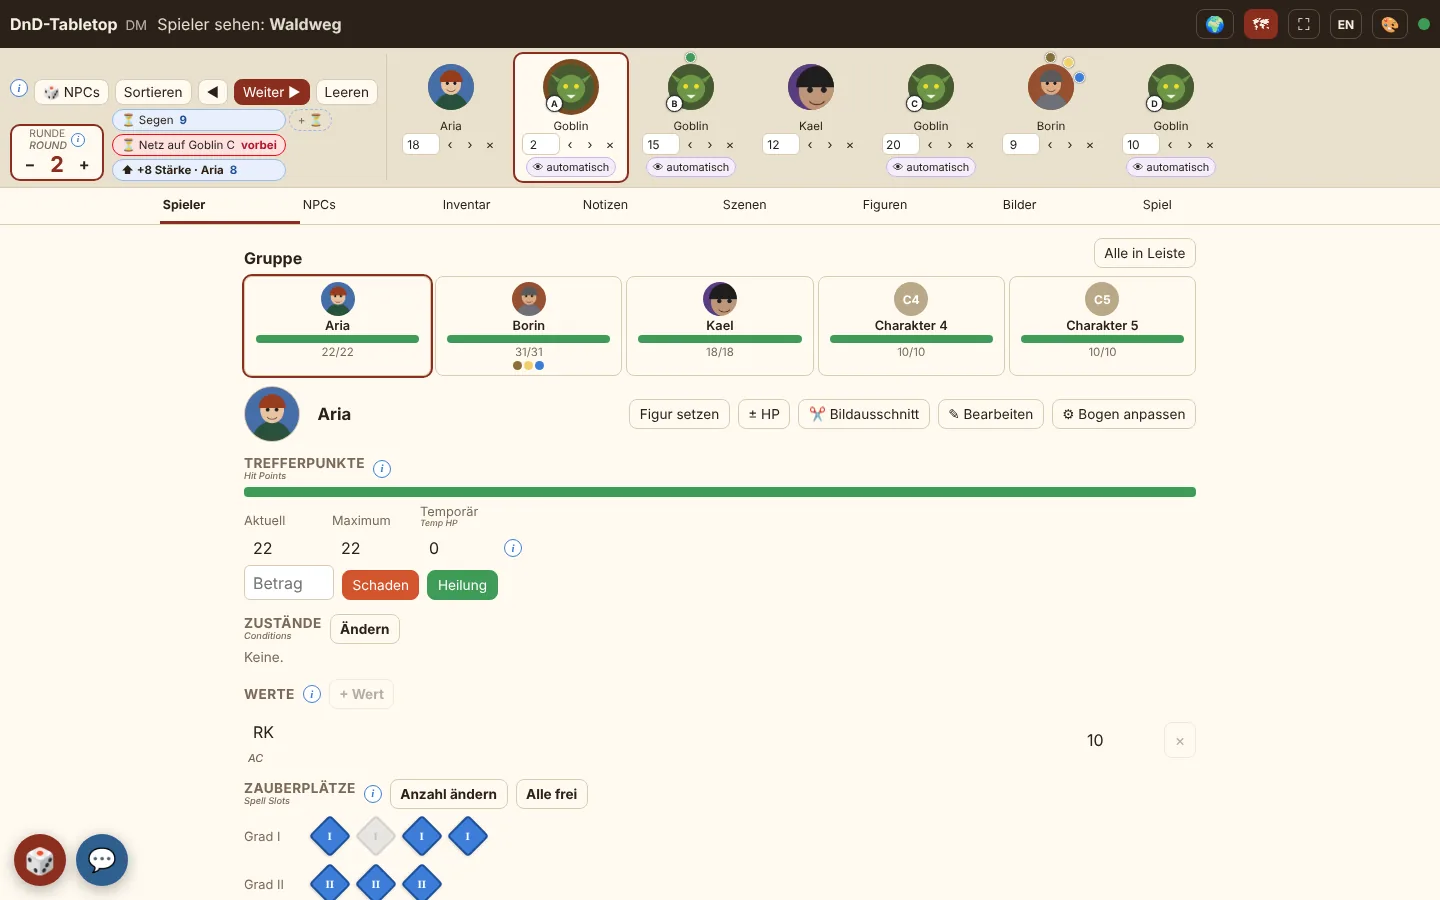 DnD-Tabletop DM Spieler sehen: Waldweg
EN
i NPCs Sortieren ◀ Weiter ▶ Leeren
Segen 9
+
RUNDE
ROUND
i
− 2 +
Netz auf Goblin C vorbei
+8 Stärke · Aria 8
Aria
18 ‹ › ×
A
Goblin
2 ‹ › ×
automatisch
B
Goblin
15 ‹ › ×
automatisch
Kael
12 ‹ › ×
C
Goblin
20 ‹ › ×
automatisch
Borin
9 ‹ › ×
D
Goblin
10 ‹ › ×
automatisch
Spieler NPCs Inventar Notizen Szenen Figuren Bilder Spiel
Gruppe
Alle in Leiste
Aria
22/22
Borin
31/31
Kael
18/18
C4
Charakter 4
10/10
C5
Charakter 5
10/10
Aria
Figur setzen ± HP Bildausschnitt ✎ Bearbeiten ⚙ Bogen anpassen
TREFFERPUNKTE
Hit Points
i
Aktuell Maximum Temporär
Temp HP
22 22 0 i
Betrag Schaden Heilung
ZUSTÄNDE
Conditions
Ändern
Keine.
WERTE i + Wert
RK 10 ×
AC
ZAUBERPLÄTZE
Spell Slots
i
Anzahl ändern Alle frei
Grad I I I I I
Grad II II II II